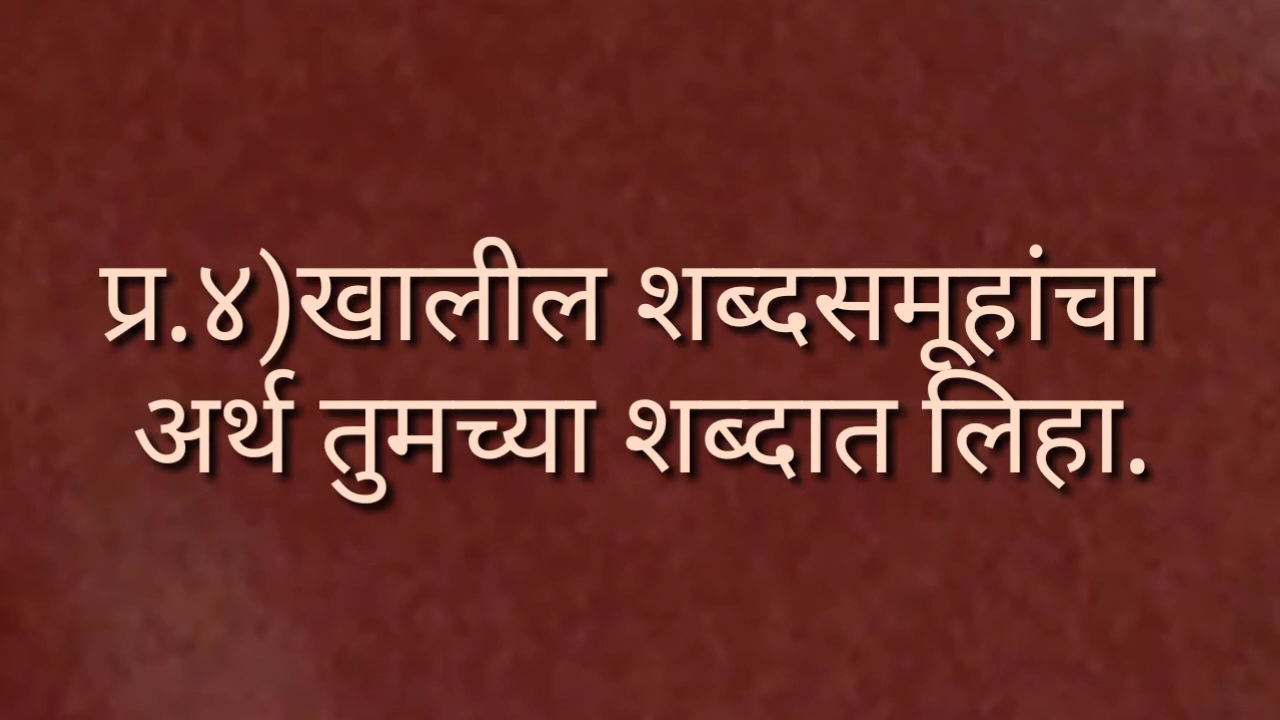 प्र.४)खालील शब्दसमूहांचा
अर्थ तुमच्या शब्दात लिहा.